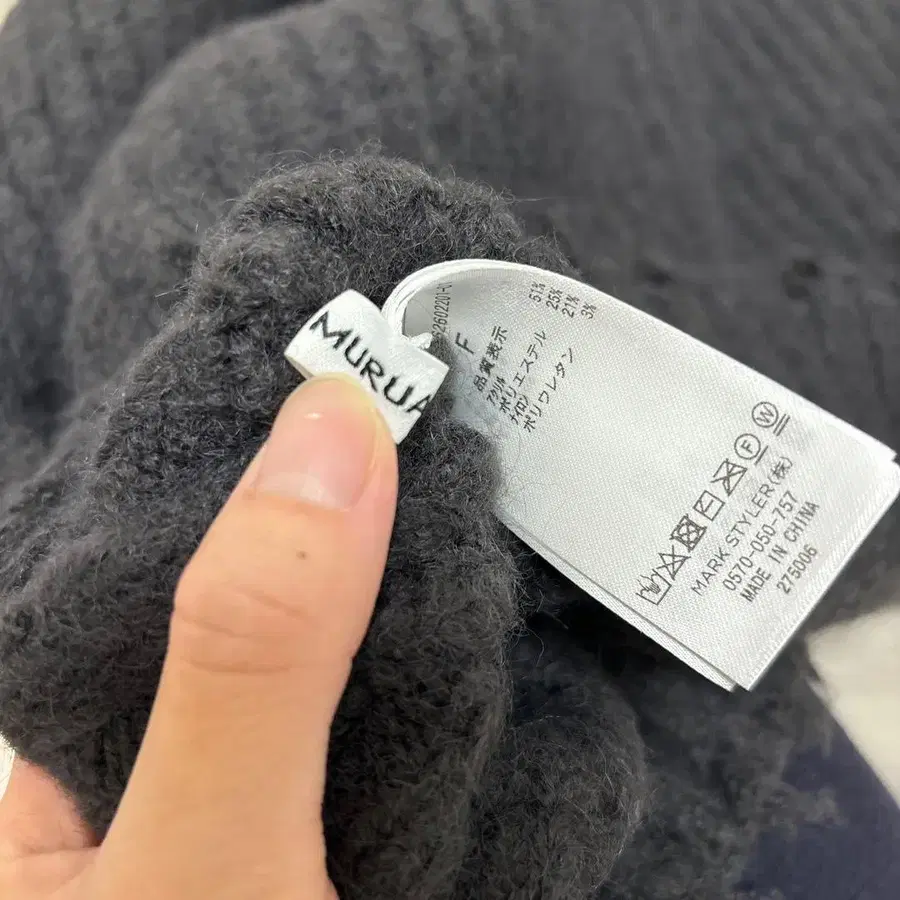 MURUA
F
品質表示
アクリル 51%
ポリエステル 25%
ナイロン 21%
ポリウレタン 3%
MARK STYLER(株)
0570-050-757
MADE IN CHINA
275006